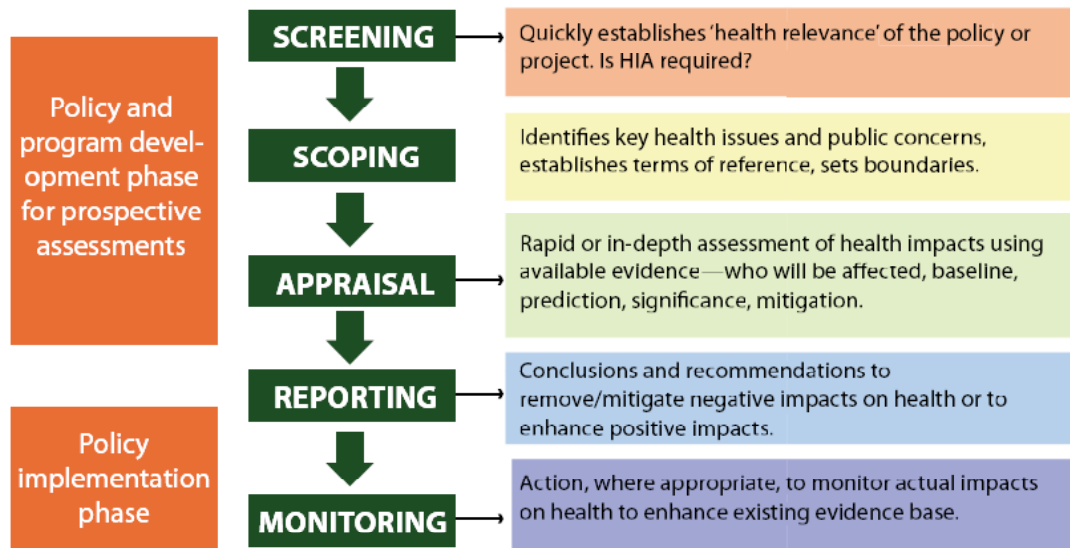 Policy and
program devel-
opment phase
for prospective
assessments
Policy
implementation
phase
SCREENING
Quickly establishes ‘health relevance’ of the policy or
project. Is HIA required?
SCOPING
Identifies key health issues and public concerns,
establishes terms of reference, sets boundaries.
APPRAISAL
Rapid or in-depth assessment of health impacts using
available evidence—who will be affected, baseline,
prediction, significance, mitigation.
REPORTING
Conclusions and recommendations to
remove/mitigate negative impacts on health or to
enhance positive impacts.
MONITORING
Action, where appropriate, to monitor actual impacts
on health to enhance existing evidence base.